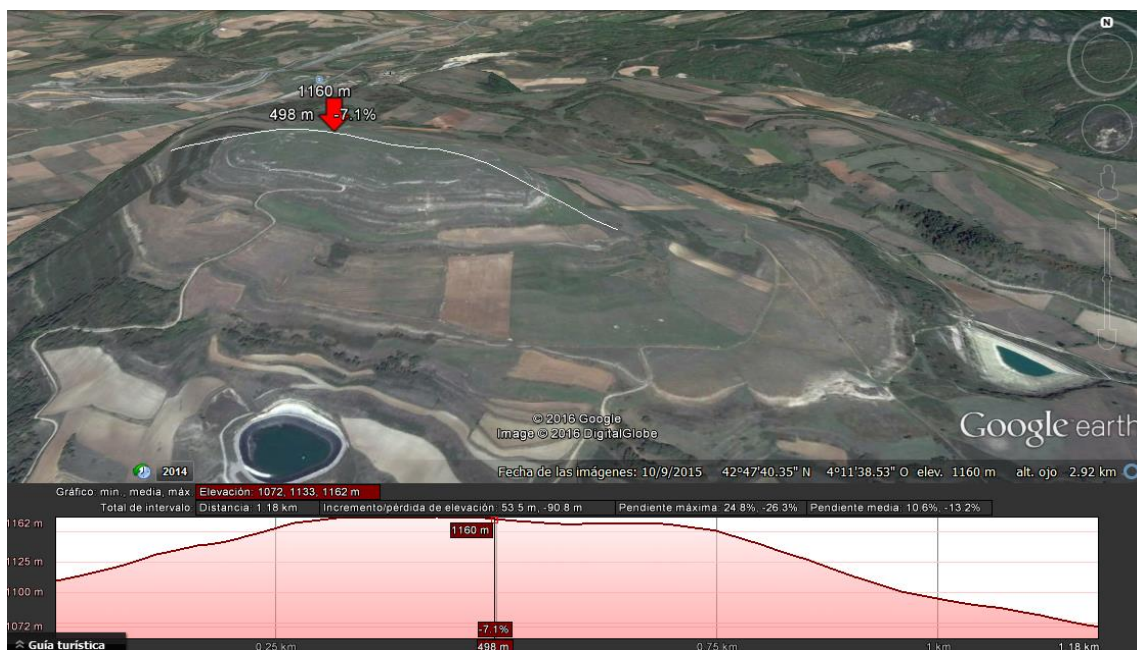 N
1160 m
498 m -7.1%
© 2016 Google
Image © 2016 DigitalGlobe
Google earth
2014
Fecha de las imágenes: 10/9/2015 42°47'40.35" N 4°11'38.53" O elev. 1160 m alt. ojo 2.92 km
Gráfico: min., media, máx Elevación: 1072, 1133, 1162 m
Total de intervalo Distancia: 1.18 km Incremento/pérdida de elevación: 53.5 m, -90.8 m Pendiente máxima: 24.8%, -26.3% Pendiente media: 10.6%, -13.2%
1162 m
1160 m
1125 m
1100 m
1072 m
-7.1%
Guía turística 0.25 km 498 m 0.75 km 1 km 1.18 km